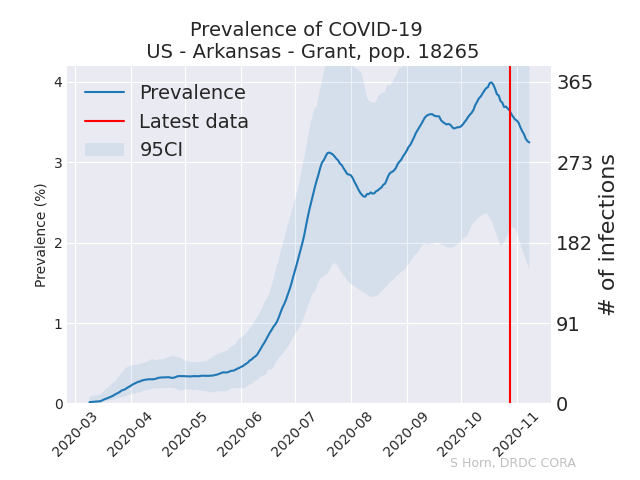 Prevalence of COVID-19
US - Arkansas - Grant, pop. 18265
Prevalence
Latest data
95CI
Prevalence (%)
4
3
2
1
0
365
273
182
91
0
# of infections
2020-03
2020-04
2020-05
2020-06
2020-07
2020-08
2020-09
2020-10
2020-11
S Horn, DRDC CORA